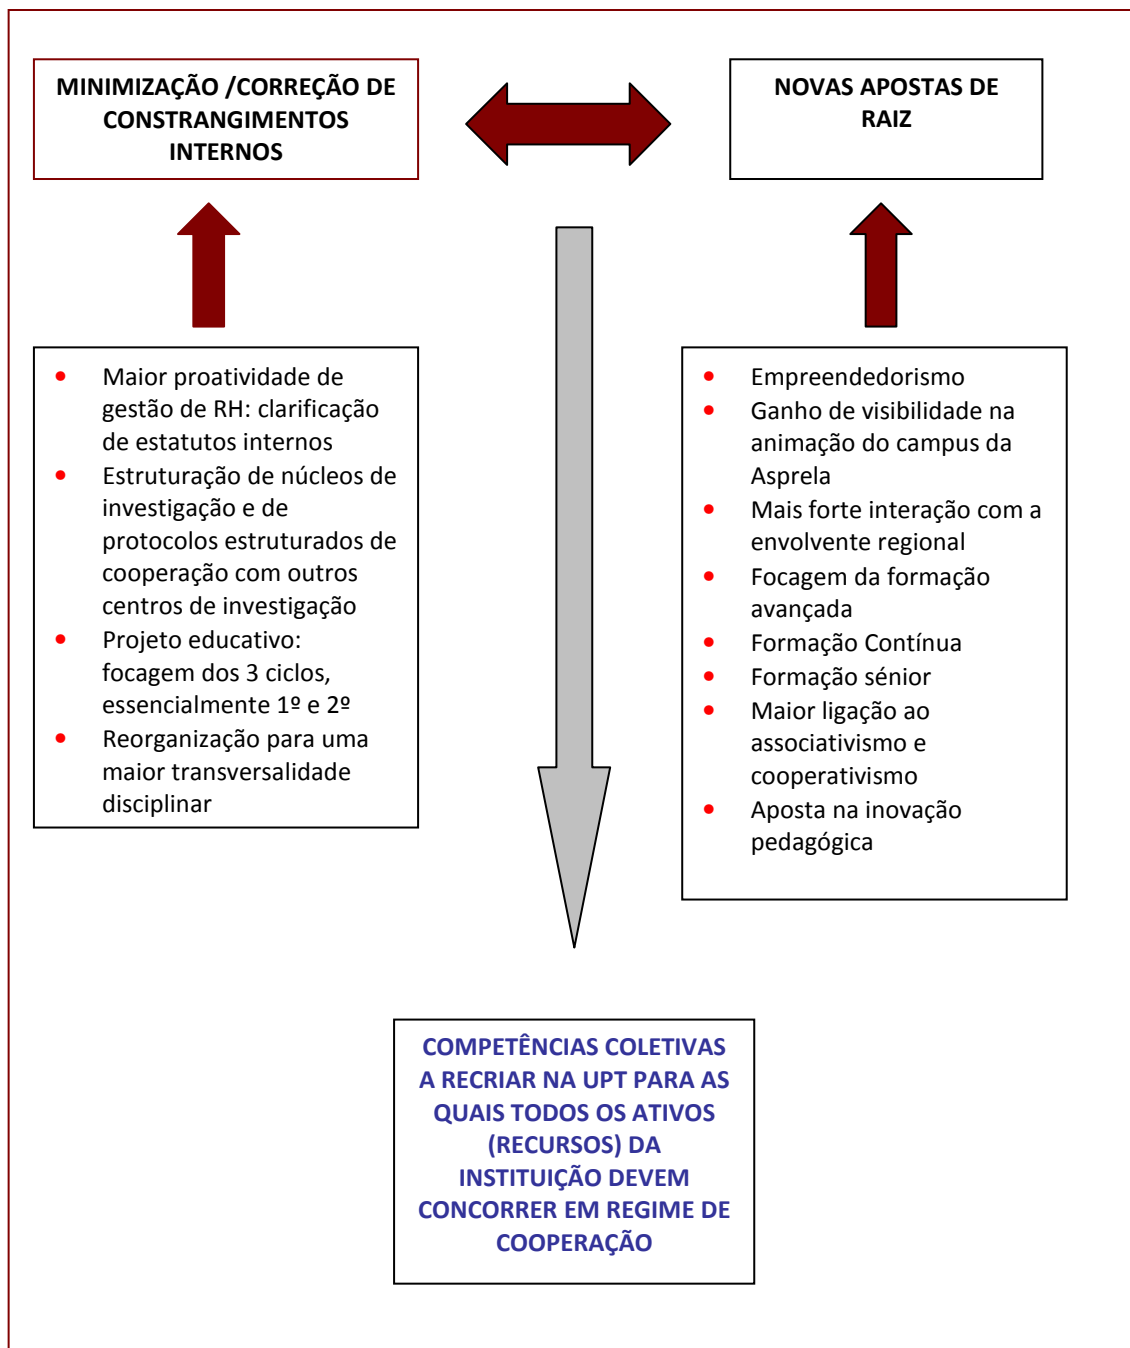 MINIMIZAÇÃO /CORREÇÃO DE
CONSTRANGIMENTOS
INTERNOS
NOVAS APOSTAS DE
RAIZ
• Maior proatividade de
gestão de RH: clarificação
de estatutos internos
• Estruturação de núcleos de
investigação e de
protocolos estruturados de
cooperação com outros
centros de investigação
• Projeto educativo:
focagem dos 3 ciclos,
essencialmente 1º e 2º
• Reorganização para uma
maior transversalidade
disciplinar
• Empreendedorismo
• Ganho de visibilidade na
animação do campus da
Asprela
• Mais forte interação com a
envolvente regional
• Focagem da formação
avançada
• Formação Contínua
• Formação sénior
• Maior ligação ao
associativismo e
cooperativismo
• Aposta na inovação
pedagógica
COMPETÊNCIAS COLETIVAS
A RECRIAR NA UPT PARA AS
QUAIS TODOS OS ATIVOS
(RECURSOS) DA
INSTITUIÇÃO DEVEM
CONCORRER EM REGIME DE
COOPERAÇÃO